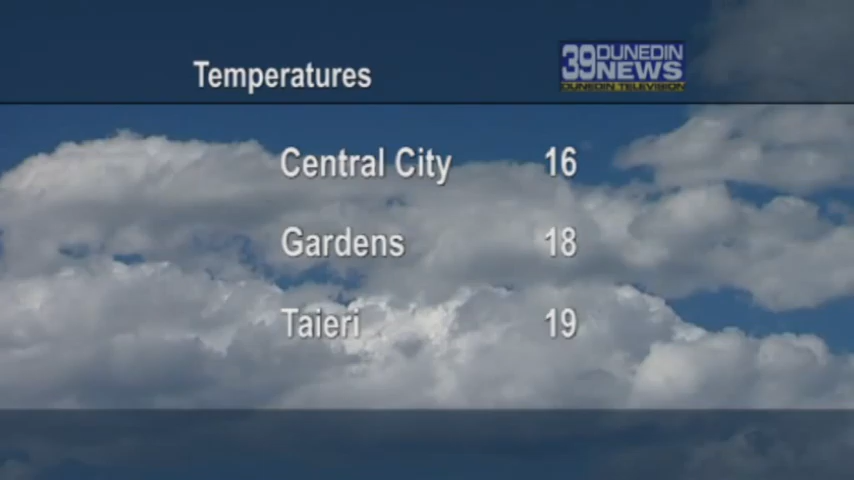 Temperatures
39 DUNEDIN NEWS
DUNEDIN TELEVISION
Central City 16
Gardens 18
Taieri 19